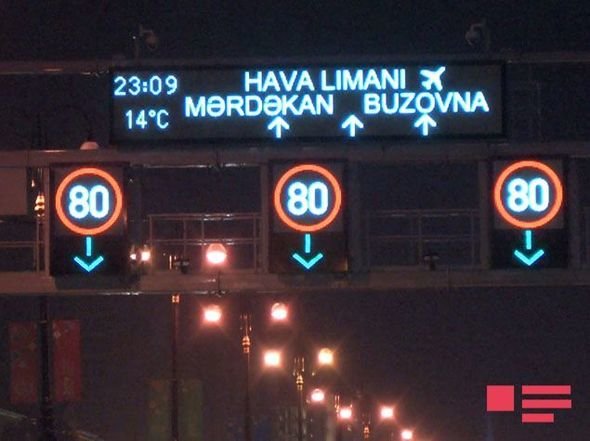 23:09 HAVA LIMANI
14°C MƏRDƏKAN BUZOVNA
80 80 80